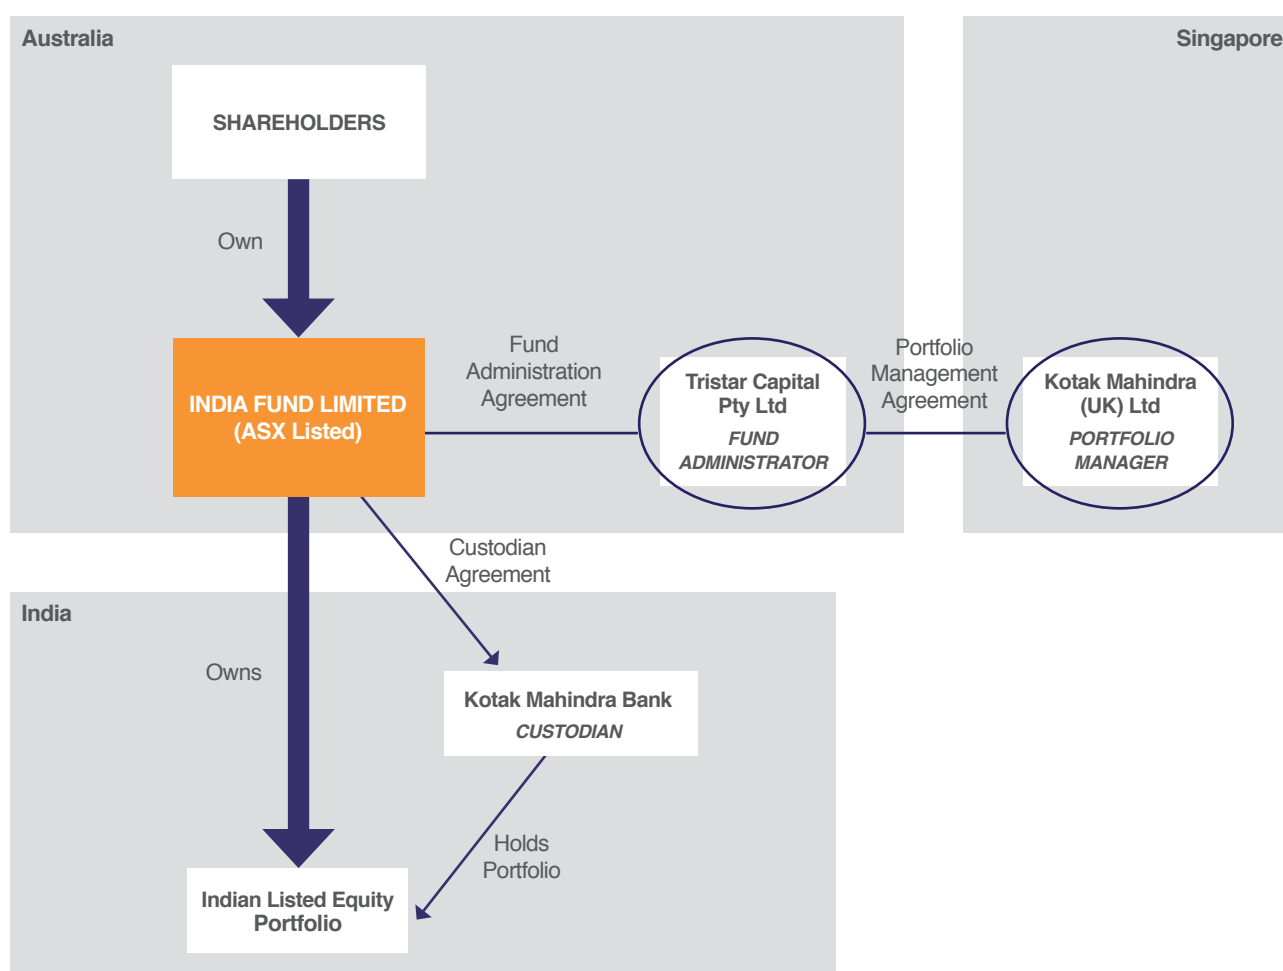 Australia
Singapore
SHAREHOLDERS
Own
INDIA FUND LIMITED
(ASX Listed)
Fund
Administration
Agreement
Tristar Capital
Pty Ltd
FUND
ADMINISTRATOR
Portfolio
Management
Agreement
Kotak Mahindra
(UK) Ltd
PORTFOLIO
MANAGER
Custodian
Agreement
India
Owns
Kotak Mahindra Bank
CUSTODIAN
Holds
Portfolio
Indian Listed Equity
Portfolio